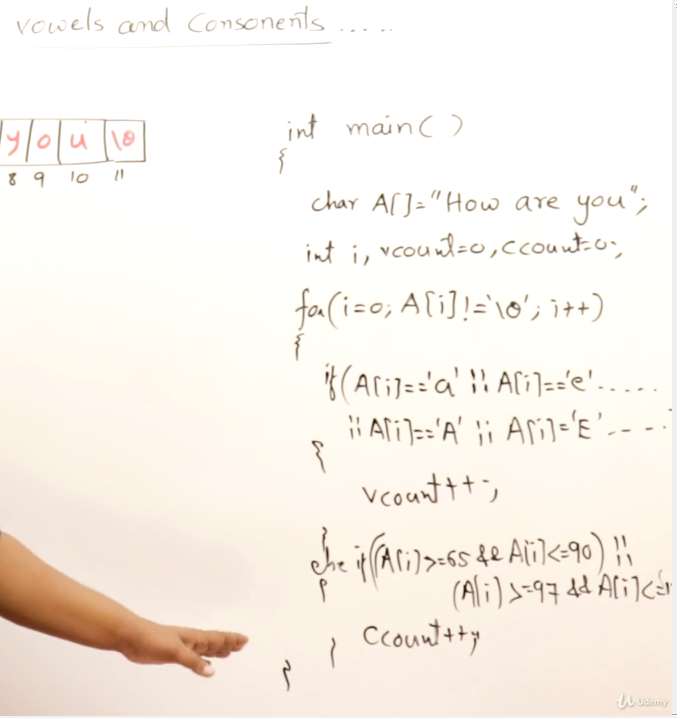 vowels and Consonents .....
y o u \0
8 9 10 11
int main( )
{
char A[]="How are you";
int i, vcount=0, ccount=0;
for(i=0; A[i]!='\0'; i++)
{
if(A[i]=='a' || A[i]=='e'.....
|| A[i]=='A' || A[i]='E'.....
{
vcount++;
}
else if((A[i]>=65 && A[i]<=90) ||
(A[i]>=97 && A[i]<=
{
ccount++;
}
}
Udemy